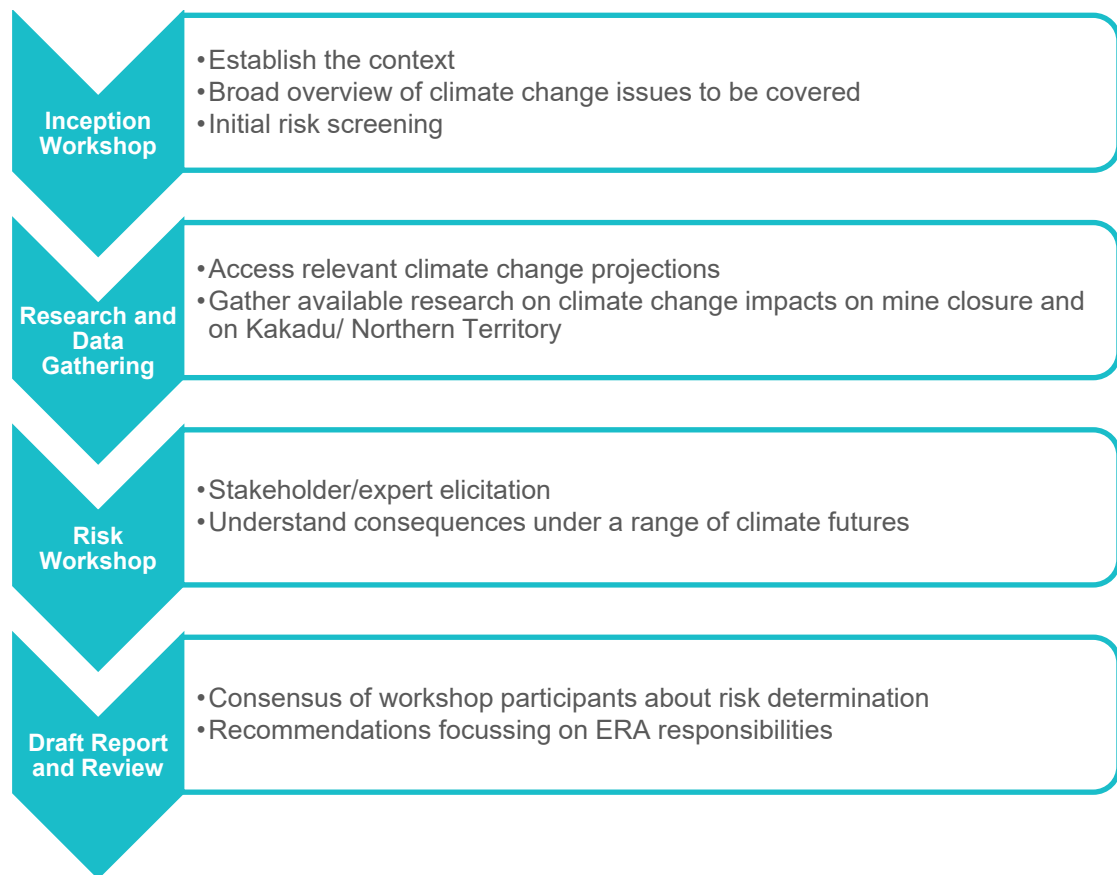 Inception
Workshop
•Establish the context
•Broad overview of climate change issues to be covered
•Initial risk screening
Research and
Data
Gathering
•Access relevant climate change projections
•Gather available research on climate change impacts on mine closure and
on Kakadu/ Northern Territory
Risk
Workshop
•Stakeholder/expert elicitation
•Understand consequences under a range of climate futures
Draft Report
and Review
•Consensus of workshop participants about risk determination
•Recommendations focussing on ERA responsibilities